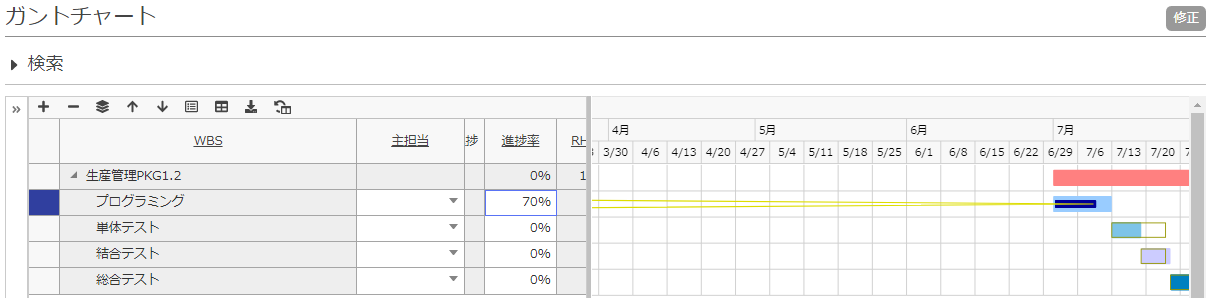 ガントチャート
修正
検索
WBS 主担当 捗 進捗率 RH
4月 5月 6月 7月
3/30 4/6 4/13 4/20 4/27 5/4 5/11 5/18 5/25 6/1 6/8 6/15 6/22 6/29 7/6 7/13 7/20
生産管理PKG1.2 0% 1
プログラミング 70%
単体テスト 0%
結合テスト 0%
総合テスト 0%